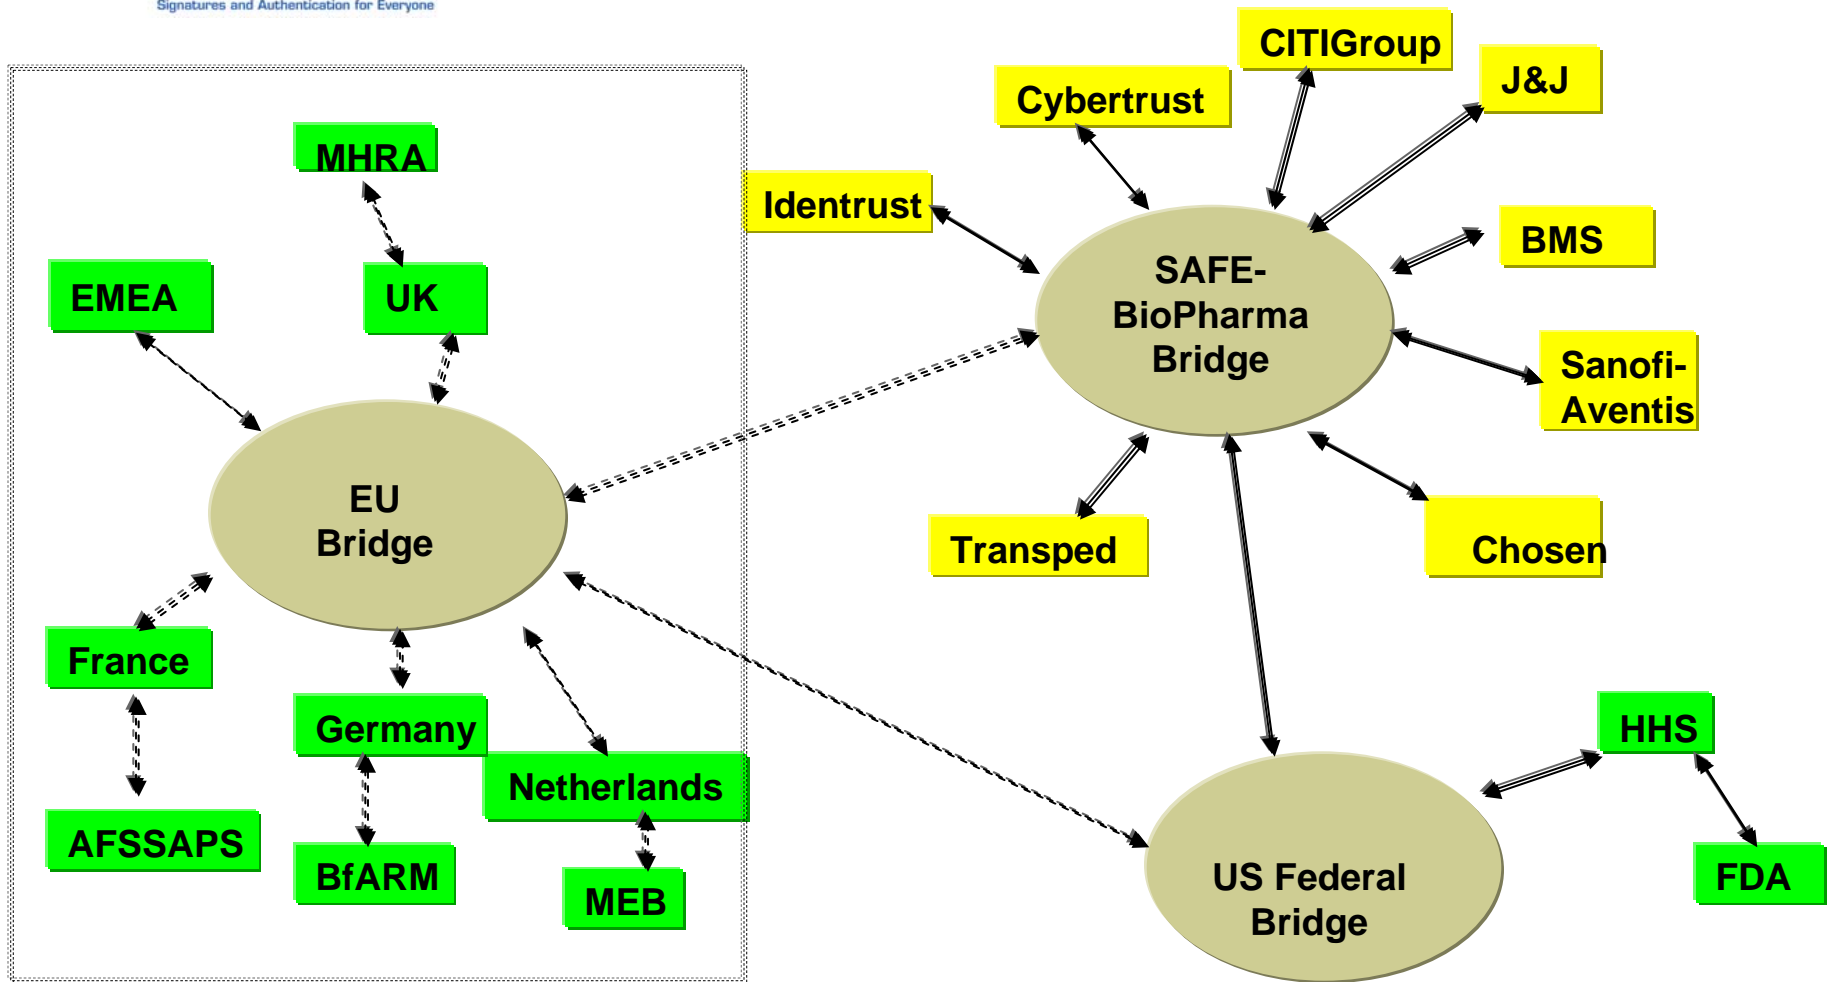 Signatures and Authentication for Everyone
CITIGroup
J&J
Cybertrust
MHRA
Identrust
BMS
EMEA
UK
SAFE-
BioPharma
Bridge
Sanofi-
Aventis
EU
Bridge
Transped
Chosen
France
Germany
HHS
Netherlands
AFSSAPS
BfARM
MEB
US Federal
Bridge
FDA